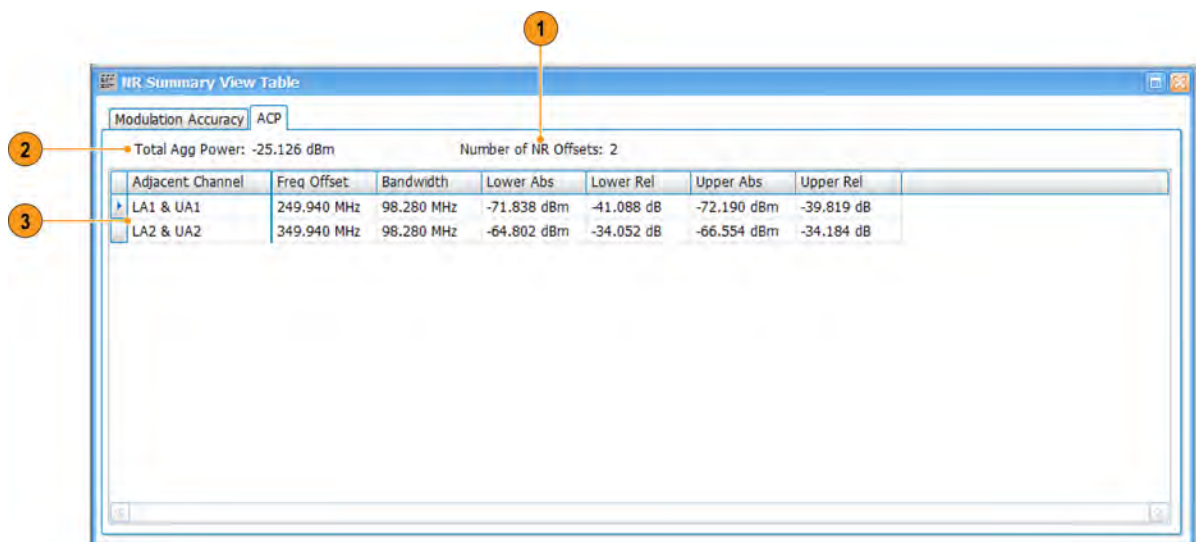 1
NR Summary View Table
Modulation Accuracy ACP
2 Total Agg Power: -25.126 dBm Number of NR Offsets: 2
Adjacent Channel Freq Offset Bandwidth Lower Abs Lower Rel Upper Abs Upper Rel
LA1 & UA1 249.940 MHz 98.280 MHz -71.838 dBm -41.088 dB -72.190 dBm -39.819 dB
3
LA2 & UA2 349.940 MHz 98.280 MHz -64.802 dBm -34.052 dB -66.554 dBm -34.184 dB